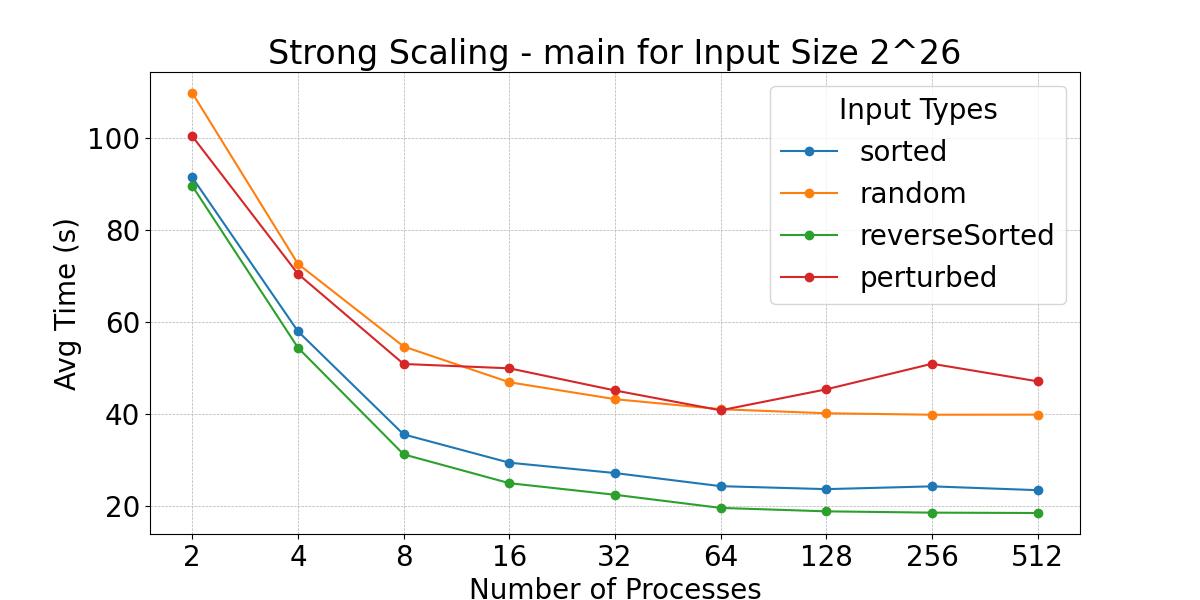 Strong Scaling - main for Input Size 2^26
Input Types
sorted
random
reverseSorted
perturbed
Avg Time (s)
100
80
60
40
20
2 4 8 16 32 64 128 256 512
Number of Processes